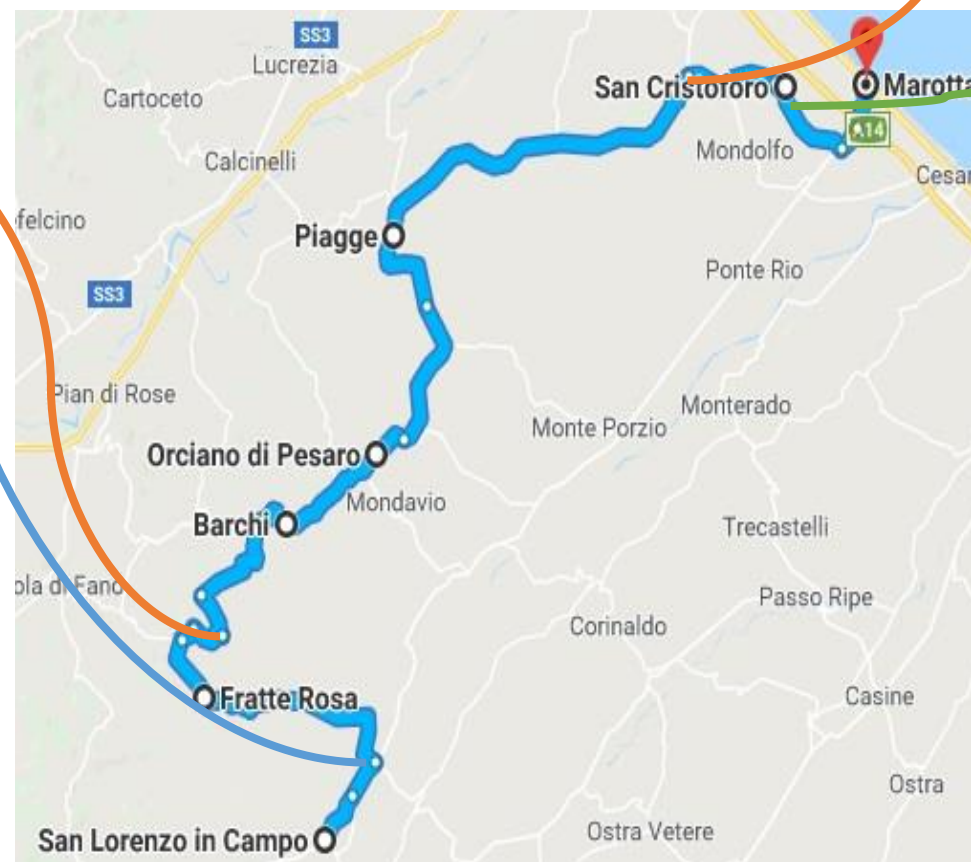 SS3
Lucrezia
Cartoceto
San Cristoforo
Marotta
A14
Mondolfo
Calcinelli
Cesan
felcino
Piagge
Ponte Rio
SS3
Pian di Rose
Monterado
Monte Porzio
Orciano di Pesaro
Mondavio
Barchi
Trecastelli
ola di Fano
Passo Ripe
Corinaldo
Fratte Rosa
Casine
Ostra
San Lorenzo in Campo
Ostra Vetere